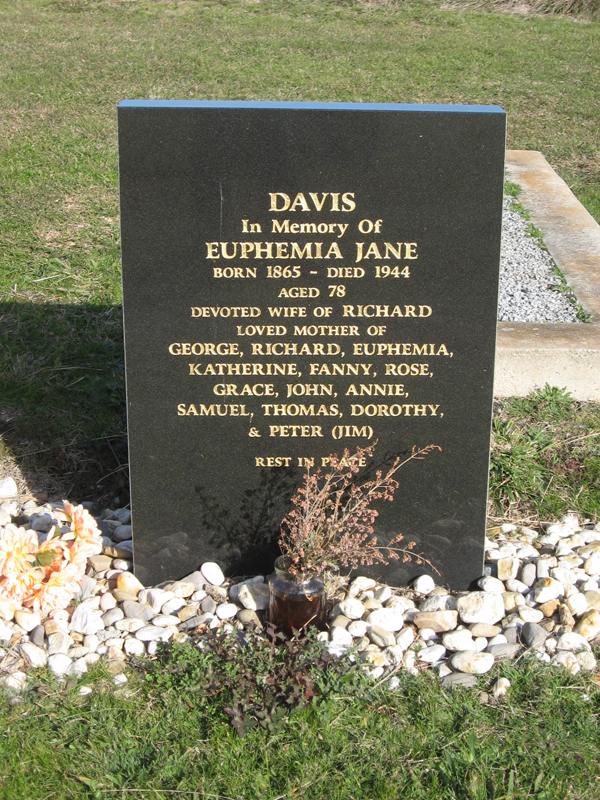 DAVIS
In Memory Of
EUPHEMIA JANE
BORN 1865 - DIED 1944
AGED 78
DEVOTED WIFE OF RICHARD
LOVED MOTHER OF
GEORGE, RICHARD, EUPHEMIA,
KATHERINE, FANNY, ROSE,
GRACE, JOHN, ANNIE,
SAMUEL, THOMAS, DOROTHY,
& PETER (JIM)
REST IN PEACE